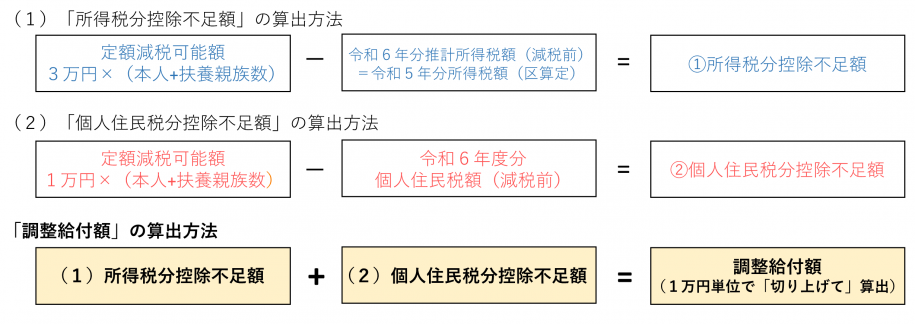 （1）「所得税分控除不足額」の算出方法
定額減税可能額
３万円×（本人+扶養親族数）
－
令和６年分推計所得税額（減税前）
＝令和５年分所得税額（区算定）
＝
①所得税分控除不足額
（2）「個人住民税分控除不足額」の算出方法
定額減税可能額
１万円×（本人+扶養親族数）
－
令和６年度分
個人住民税額（減税前）
＝
②個人住民税分控除不足額
「調整給付額」の算出方法
（１）所得税分控除不足額
＋
（２）個人住民税分控除不足額
＝
調整給付額
（１万円単位で「切り上げて」算出）